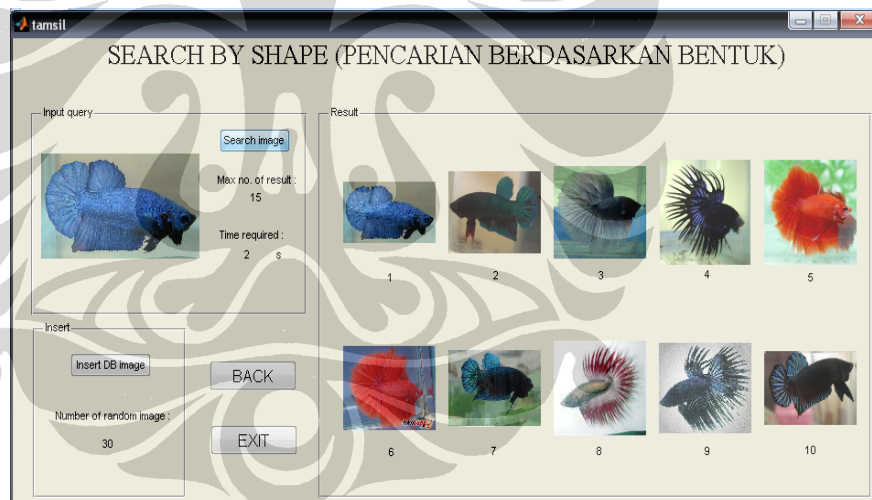 tamsil
SEARCH BY SHAPE (PENCARIAN BERDASARKAN BENTUK)
Input query
Search image
Max no. of result :
15
Time required :
2 s
Result
1 2 3 4 5
6 7 8 9 10
Insert
Insert DB image
Number of random image :
30
BACK
EXIT